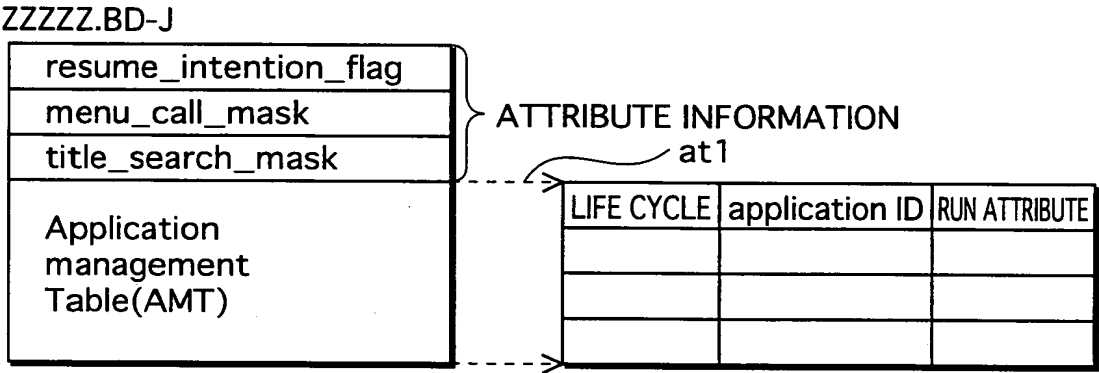 ZZZZZ.BD-J
resume_intention_flag
menu_call_mask
title_search_mask
ATTRIBUTE INFORMATION
at1
Application
management
Table(AMT)
LIFE CYCLE application ID RUN ATTRIBUTE